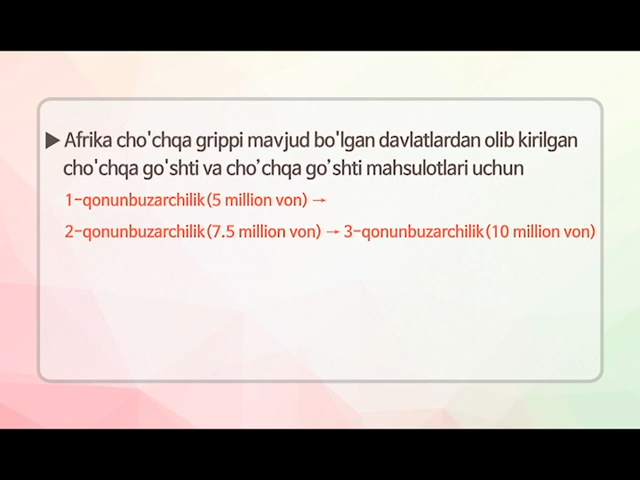 ▶ Afrika cho'chqa grippi mavjud bo'lgan davlatlardan olib kirilgan
cho'chqa go'shti va cho’chqa go’shti mahsulotlari uchun
1-qonunbuzarchilik(5 million von) →
2-qonunbuzarchilik(7.5 million von) → 3-qonunbuzarchilik(10 million von)